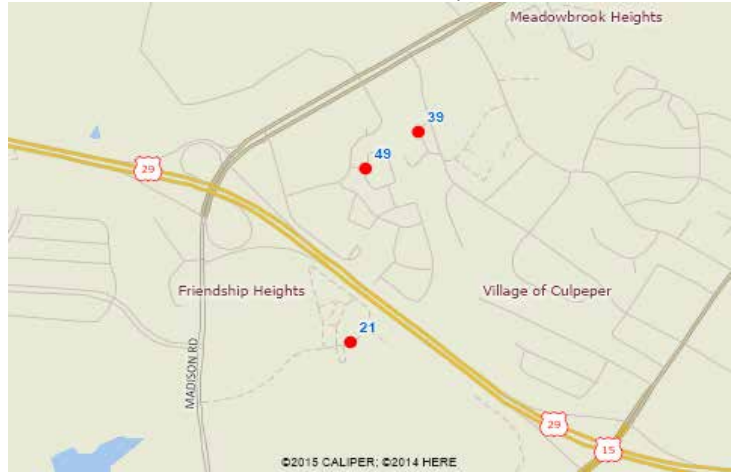 Meadowbrook Heights
39
49
29
Friendship Heights
Village of Culpeper
21
MADISON RD
29
15
©2015 CALIPER; ©2014 HERE